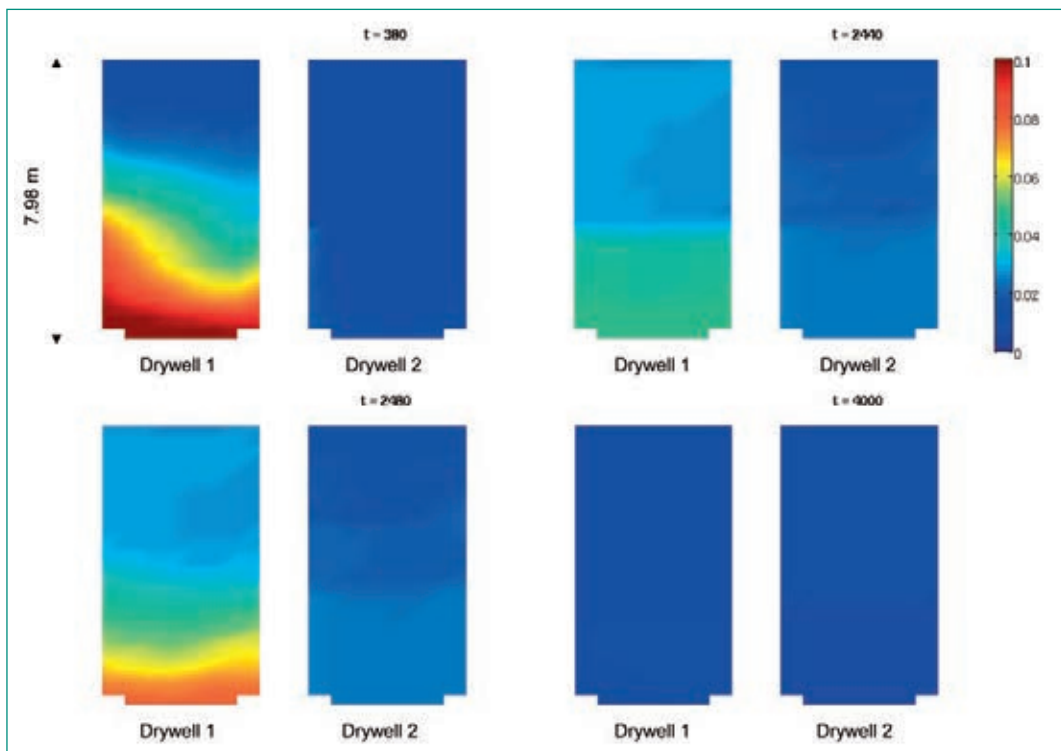 t = 380
t = 2440
7.98 m
0.1
0.08
0.06
0.04
0.02
0
Drywell 1
Drywell 2
Drywell 1
Drywell 2
t = 2480
t = 4000
Drywell 1
Drywell 2
Drywell 1
Drywell 2